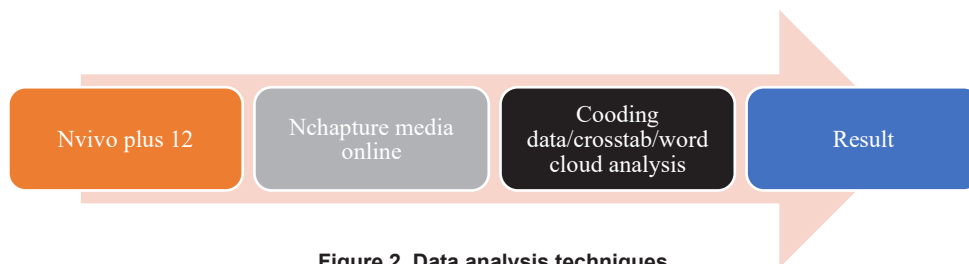 Nvivo plus 12
Nchapture media
online
Cooding
data/crosstab/word
cloud analysis
Result
Figure 2. Data analysis techniques